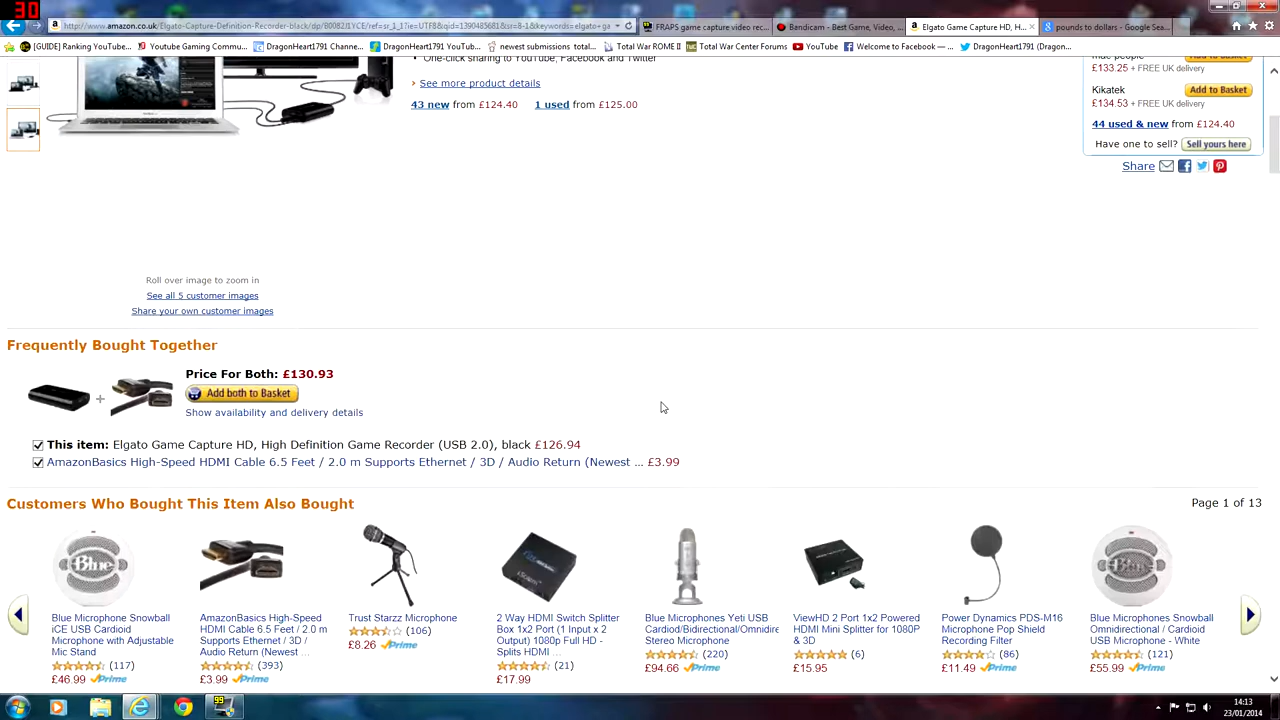 30
http://www.amazon.co.uk/Elgato-Capture-Definition-Recorder-black/dp/B0082J1YCE/ref=sr_1_1?ie=UTF8&qid=1390485681&sr=8-1&keywords=elgato+ga
FRAPS game capture video rec...
Bandicam - Best Game, Video, ...
Elgato Game Capture HD, H...
pounds to dollars - Google Sea...
[GUIDE] Ranking YouTube...
Youtube Gaming Commu...
DragonHeart1791 Channe...
DragonHeart1791 YouTub...
newest submissions total...
Total War ROME II
Total War Center Forums
YouTube
Welcome to Facebook — ...
DragonHeart1791 (Dragon...
One-click sharing to YouTube, Facebook and Twitter
See more product details
43 new from £124.40 1 used from £125.00
£133.25 + FREE UK delivery
Add to Basket
Kikatek
Add to Basket
£134.53 + FREE UK delivery
44 used & new from £124.40
Have one to sell? Sell yours here
Share
Roll over image to zoom in
See all 5 customer images
Share your own customer images
Frequently Bought Together
Price For Both: £130.93
Add both to Basket
Show availability and delivery details
This item: Elgato Game Capture HD, High Definition Game Recorder (USB 2.0), black £126.94
AmazonBasics High-Speed HDMI Cable 6.5 Feet / 2.0 m Supports Ethernet / 3D / Audio Return (Newest ... £3.99
Customers Who Bought This Item Also Bought
Page 1 of 13
Blue
Blue Microphone Snowball
iCE USB Cardioid
Microphone with Adjustable
Mic Stand
(117)
£46.99 Prime
AmazonBasics High-Speed
HDMI Cable 6.5 Feet / 2.0 m
Supports Ethernet / 3D /
Audio Return (Newest ...
(393)
£3.99 Prime
Trust Starzz Microphone
(106)
£8.26 Prime
2 Way HDMI Switch Splitter
Box 1x2 Port (1 Input x 2
Output) 1080p Full HD -
Splits HDMI ...
(21)
£17.99
Blue Microphones Yeti USB
Cardioid/Bidirectional/Omnidire
Stereo Microphone
(220)
£94.66 Prime
ViewHD 2 Port 1x2 Powered
HDMI Mini Splitter for 1080P
& 3D
(6)
£15.95
Power Dynamics PDS-M16
Microphone Pop Shield
Recording Filter
(86)
£11.49 Prime
Blue
Blue Microphones Snowball
Omnidirectional / Cardioid
USB Microphone - White
(121)
£55.99 Prime
99
14:13
23/01/2014